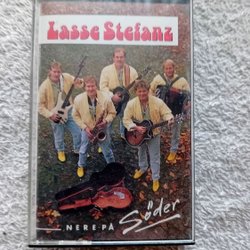 Lasse Stefanz
NERE PÅ Söder